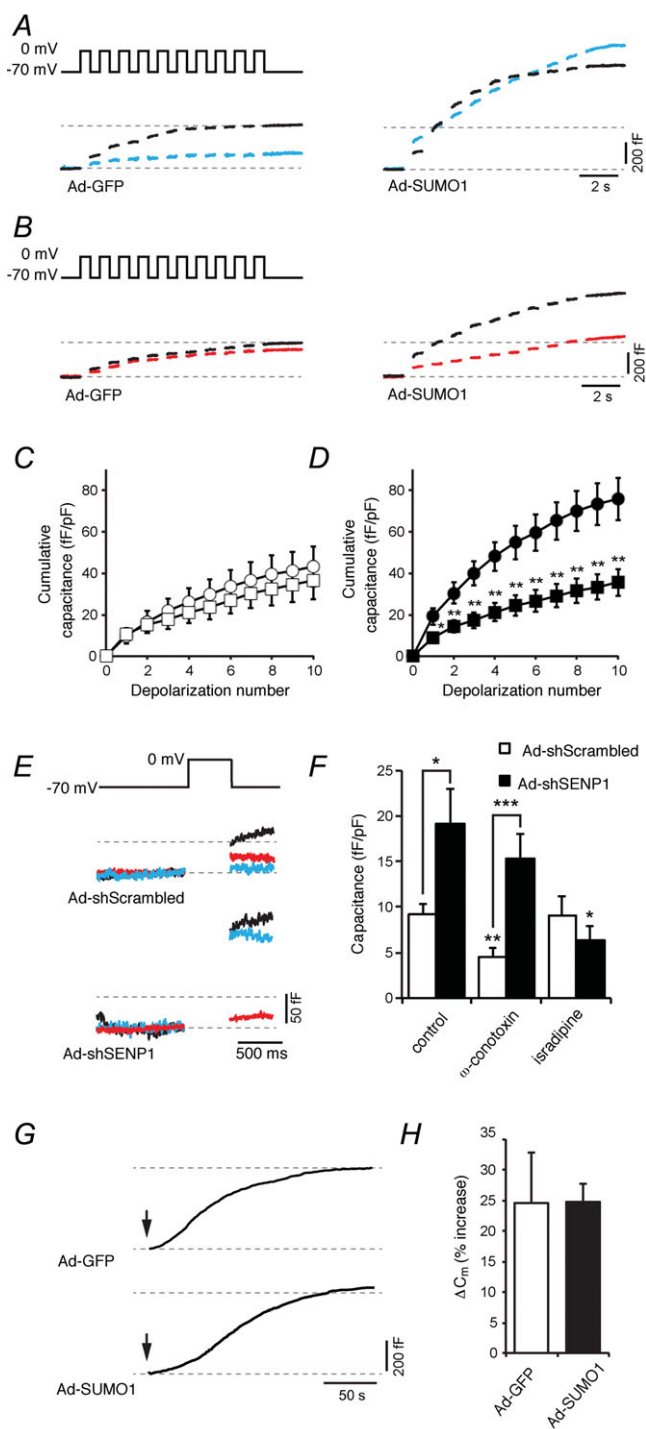 A
0 mV
-70 mV
Ad-GFP
Ad-SUMO1
200 fF
2 s
B
0 mV
-70 mV
Ad-GFP
Ad-SUMO1
200 fF
2 s
C
Cumulative
capacitance (fF/pF)
80
60
40
20
0
0 2 4 6 8 10
Depolarization number
D
Cumulative
capacitance (fF/pF)
80
60
40
20
0
* ** ** ** ** ** ** ** ** **
0 2 4 6 8 10
Depolarization number
E
0 mV
-70 mV
Ad-shScrambled
Ad-shSENP1
50 fF
500 ms
F
Ad-shScrambled
Ad-shSENP1
Capacitance (fF/pF)
25
20
15
10
5
0
*
***
**
*
control
ω-conotoxin
isradipine
G
Ad-GFP
Ad-SUMO1
200 fF
50 s
H
ΔCm (% increase)
35
30
25
20
15
10
5
0
Ad-GFP
Ad-SUMO1